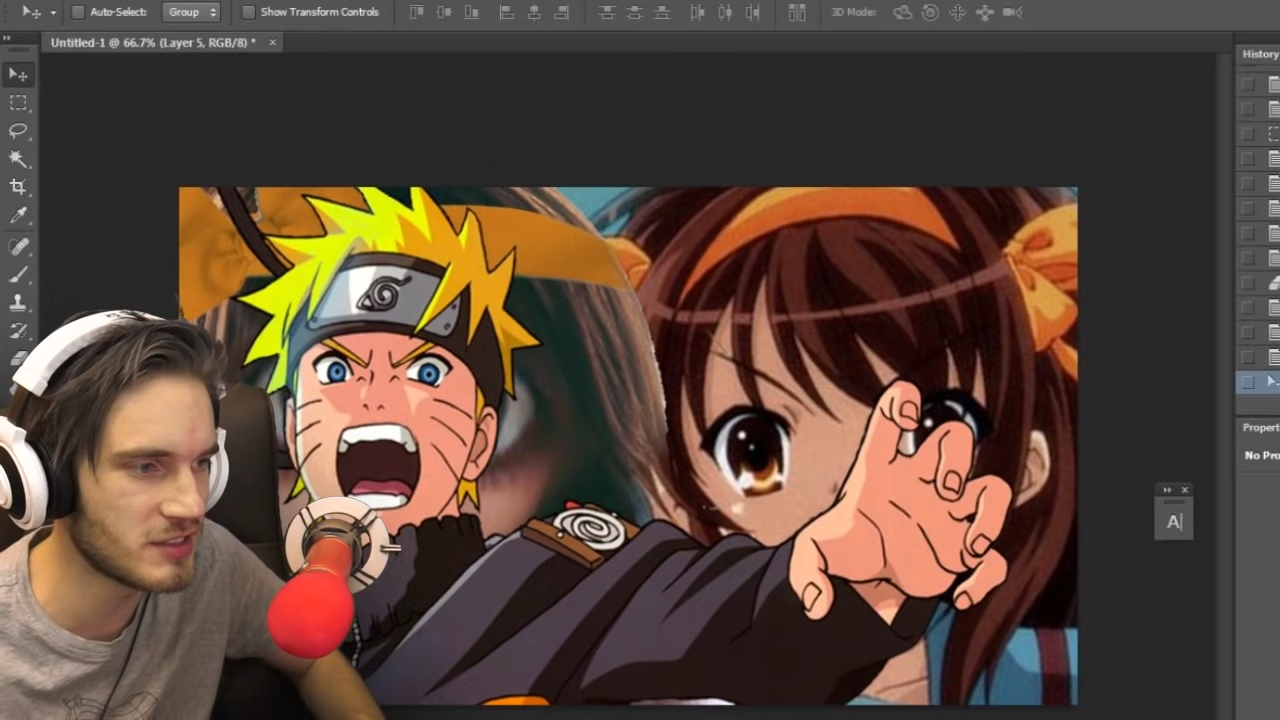 Auto-Select:
Group
Show Transform Controls
3D Mode:
Untitled-1 @ 66.7% (Layer 5, RGB/8) *
History
Propert
No Pro
A